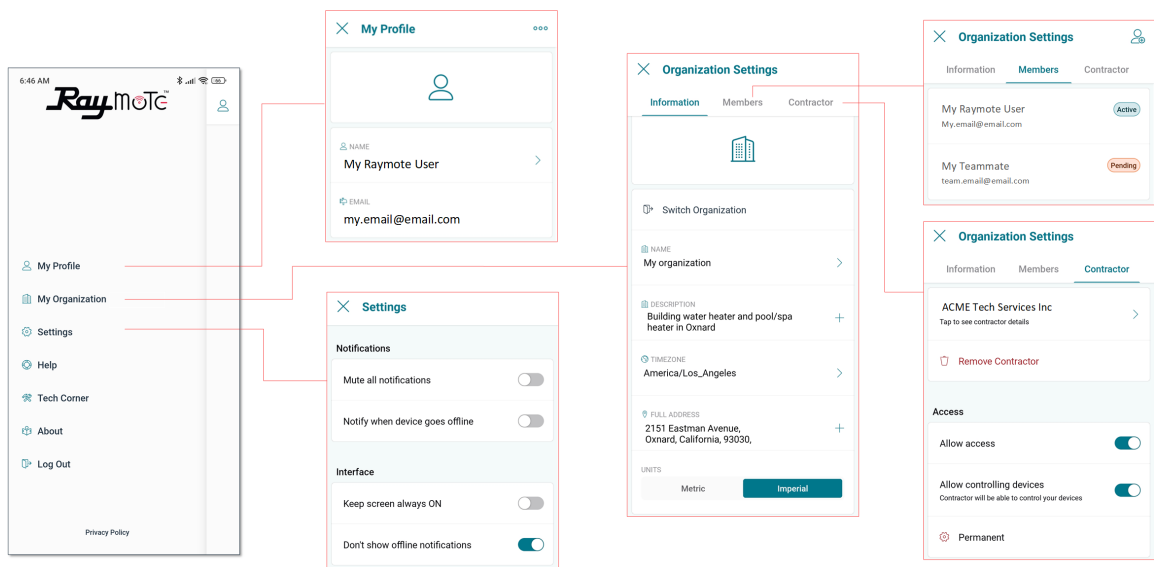 6:46 AM
66
RayMOTE™
My Profile
My Organization
Settings
Help
Tech Corner
About
Log Out
Privacy Policy
My Profile
NAME
My Raymote User
EMAIL
my.email@email.com
Settings
Notifications
Mute all notifications
Notify when device goes offline
Interface
Keep screen always ON
Don't show offline notifications
Organization Settings
Information Members Contractor
Switch Organization
NAME
My organization
DESCRIPTION
Building water heater and pool/spa
heater in Oxnard
TIMEZONE
America/Los_Angeles
FULL ADDRESS
2151 Eastman Avenue,
Oxnard, California, 93030,
UNITS
Metric Imperial
Organization Settings
Information Members Contractor
My Raymote User Active
My.email@email.com
My Teammate Pending
team.email@email.com
Organization Settings
Information Members Contractor
ACME Tech Services Inc
Tap to see contractor details
Remove Contractor
Access
Allow access
Allow controlling devices
Contractor will be able to control your devices
Permanent